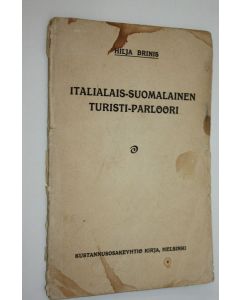 HILJA BRINIS
ITALIALAIS-SUOMALAINEN
TURISTI-PARLOORI
KUSTANNUSOSAKEYHTIÖ KIRJA, HELSINKI